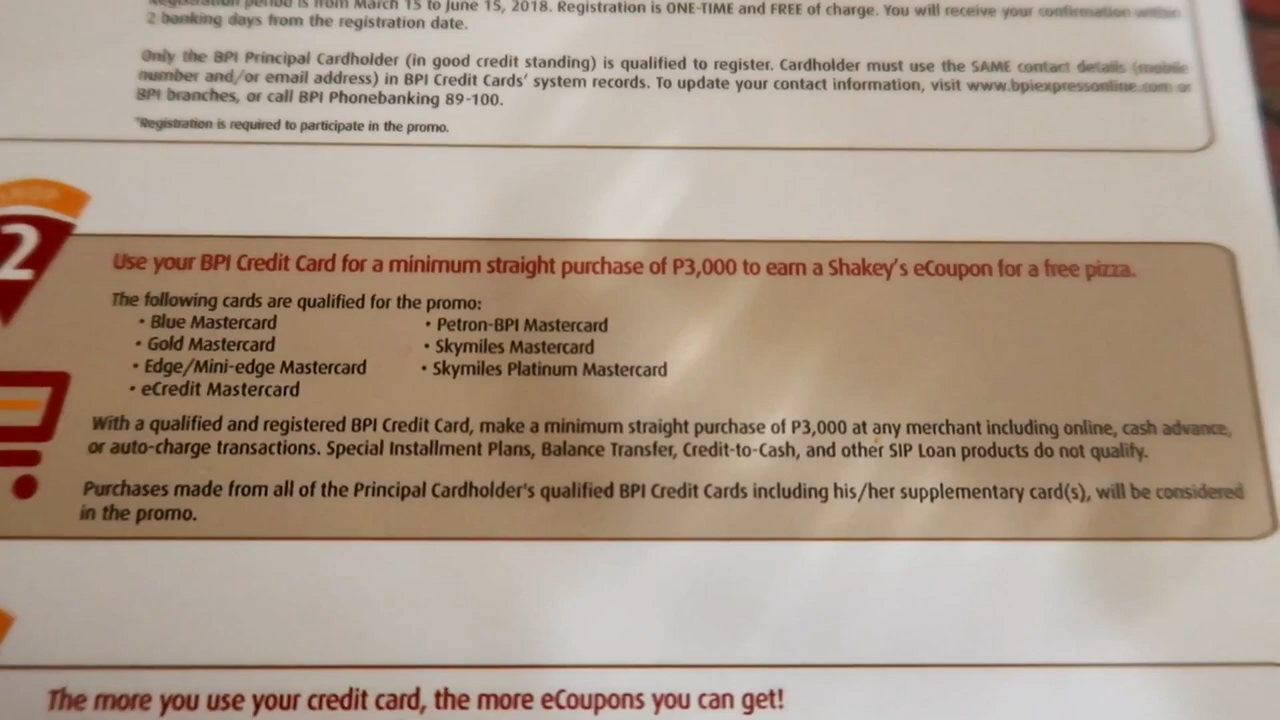 Registration period is from March 15 to June 15, 2018. Registration is ONE-TIME and FREE of charge. You will receive your confirmation within
2 banking days from the registration date.
Only the BPI Principal Cardholder (in good credit standing) is qualified to register. Cardholder must use the SAME contact details (mobile
number and/or email address) in BPI Credit Cards' system records. To update your contact information, visit www.bpiexpressonline.com or
BPI branches, or call BPI Phonebanking 89-100.
*Registration is required to participate in the promo.
2
Use your BPI Credit Card for a minimum straight purchase of P3,000 to earn a Shakey's eCoupon for a free pizza.
The following cards are qualified for the promo:
• Blue Mastercard
• Gold Mastercard
• Edge/Mini-edge Mastercard
• eCredit Mastercard
• Petron-BPI Mastercard
• Skymiles Mastercard
• Skymiles Platinum Mastercard
With a qualified and registered BPI Credit Card, make a minimum straight purchase of P3,000 at any merchant including online, cash advance,
or auto-charge transactions. Special Installment Plans, Balance Transfer, Credit-to-Cash, and other SIP Loan products do not qualify.
Purchases made from all of the Principal Cardholder's qualified BPI Credit Cards including his/her supplementary card(s), will be considered
in the promo.
The more you use your credit card, the more eCoupons you can get!